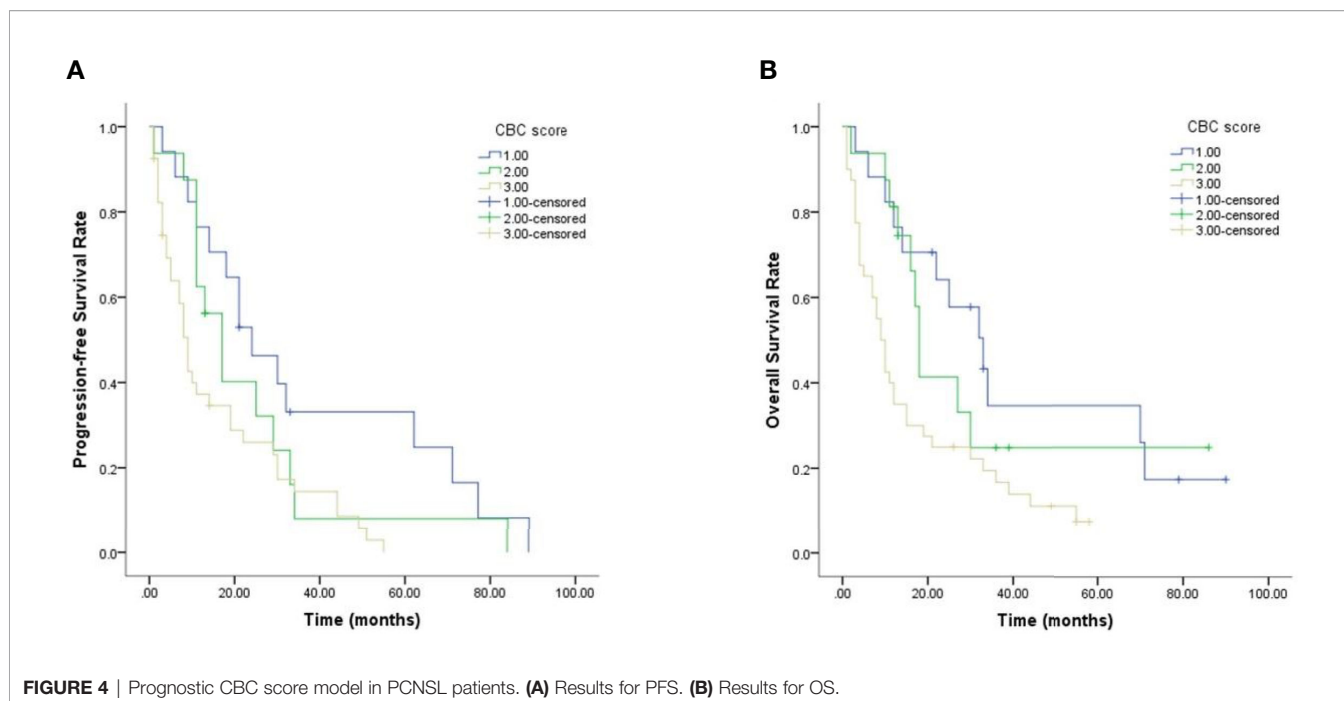 A
Progression-free Survival Rate
1.0
0.8
0.6
0.4
0.2
0.0
CBC score
1.00
2.00
3.00
1.00-censored
2.00-censored
3.00-censored
.00 20.00 40.00 60.00 80.00 100.00
Time (months)
B
Overall Survival Rate
1.0
0.8
0.6
0.4
0.2
0.0
CBC score
1.00
2.00
3.00
1.00-censored
2.00-censored
3.00-censored
.00 20.00 40.00 60.00 80.00 100.00
Time (months)
FIGURE 4 | Prognostic CBC score model in PCNSL patients. (A) Results for PFS. (B) Results for OS.